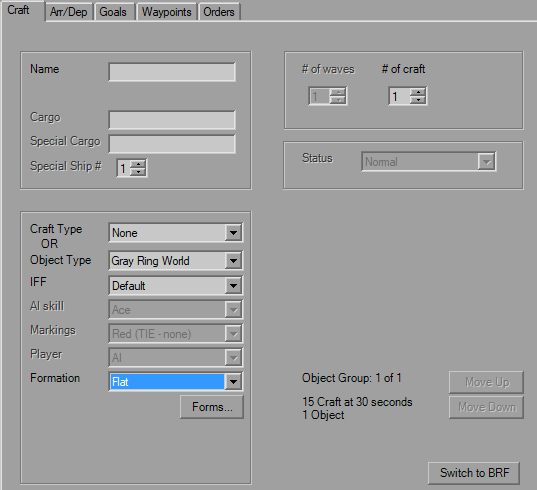 Craft Arr/Dep Goals Waypoints Orders
Name
# of waves # of craft
1 1
Cargo
Special Cargo
Special Ship # 1
Status Normal
Craft Type None
OR
Object Type Gray Ring World
IFF Default
AI skill Ace
Markings Red (TIE - none)
Player AI
Formation Flat
Forms...
Object Group: 1 of 1 Move Up
15 Craft at 30 seconds Move Down
1 Object
Switch to BRF